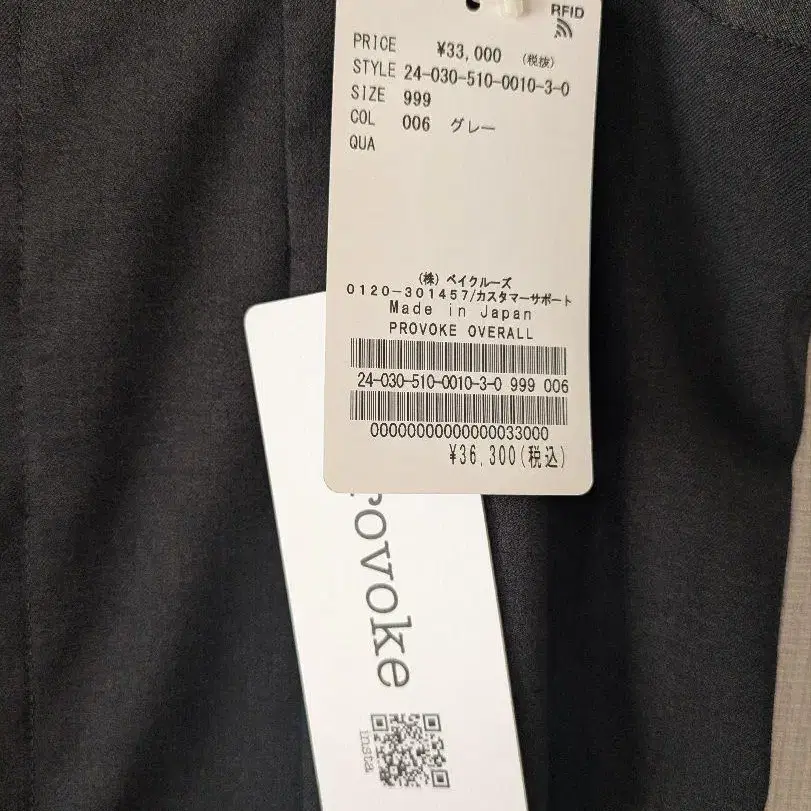 RFID
PRICE ¥33,000 (税抜)
STYLE 24-030-510-0010-3-0
SIZE 999
COL 006 グレー
QUA
(株) ベイクルーズ
0120-301457/カスタマーサポート
Made in Japan
PROVOKE OVERALL
24-030-510-0010-3-0 999 006
00000000000000033000
¥36,300(税込)
rovoke
insta